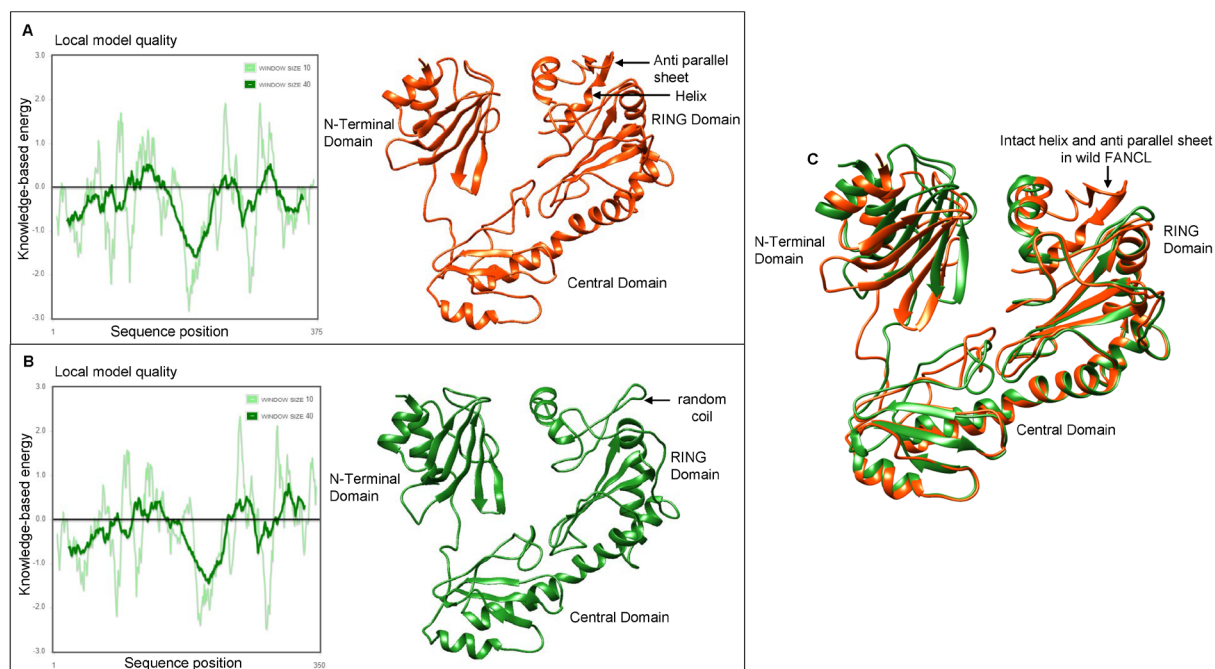 A
Local model quality
3.0
2.0
1.0
0.0
-1.0
-2.0
-3.0
Knowledge-based energy
WINDOW SIZE 10
WINDOW SIZE 40
1
Sequence position
375
N-Terminal
Domain
Anti parallel
sheet
Helix
RING Domain
Central Domain
B
Local model quality
3.0
2.0
1.0
0.0
-1.0
-2.0
-3.0
Knowledge-based energy
WINDOW SIZE 10
WINDOW SIZE 40
1
Sequence position
350
N-Terminal
Domain
random
coil
RING
Domain
Central Domain
C
Intact helix and anti parallel sheet
in wild FANCL
N-Terminal
Domain
RING
Domain
Central Domain